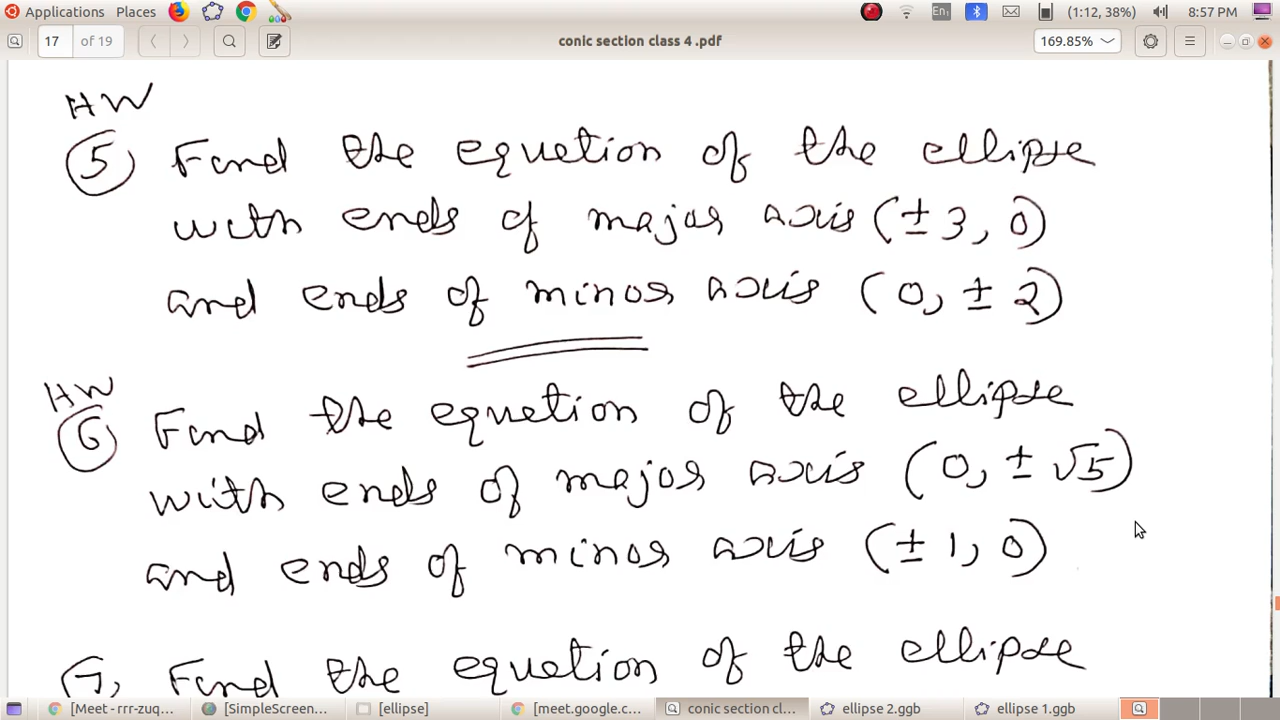 Applications Places En1 (1:12, 38%) 8:57 PM
17 of 19 conic section class 4 .pdf 169.85%
HW
5 Find the equetion of the ellipse
with ends of major axis (± 3, 0)
and ends of minor axis (0, ± 2)
HW
6 Find the equetion of the ellipse
with ends of major axis (0, ± √5)
and ends of minor axis (± 1, 0)
7, Find the equetion of the ellipse
[Meet - rrr-zuq... [SimpleScreen... [ellipse] [meet.google.c... conic section cl... ellipse 2.ggb ellipse 1.ggb